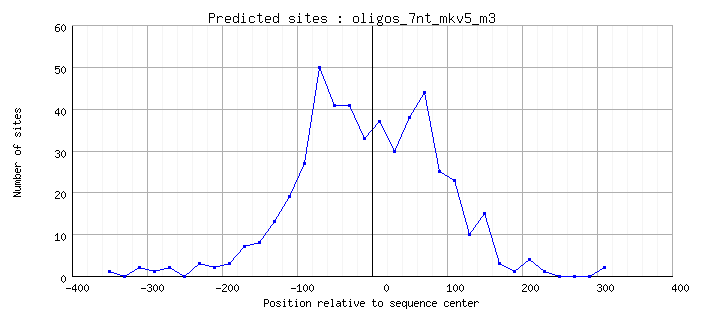 Predicted sites : oligos_7nt_mkv5_m3
60
50
40
30
20
10
0
Number of sites
-400 -300 -200 -100 0 100 200 300 400
Position relative to sequence center